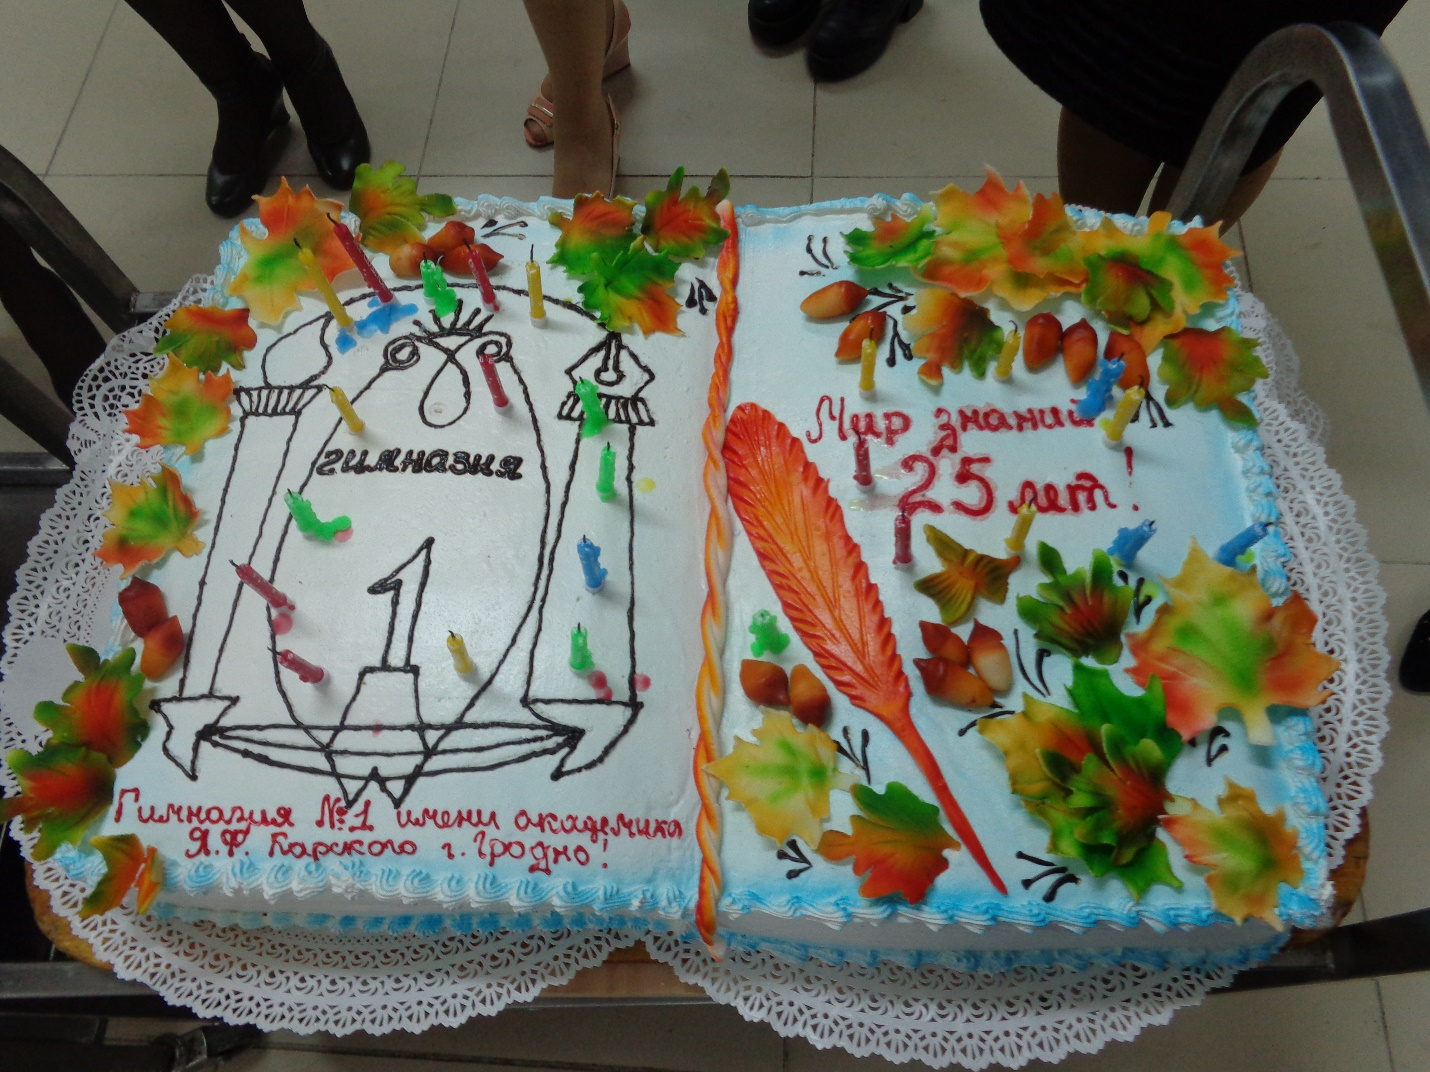 гимназия
1
Гимназия №1 имени академика
Я.Ф. Карского г. Гродно!
Мир знаний
25 лет!